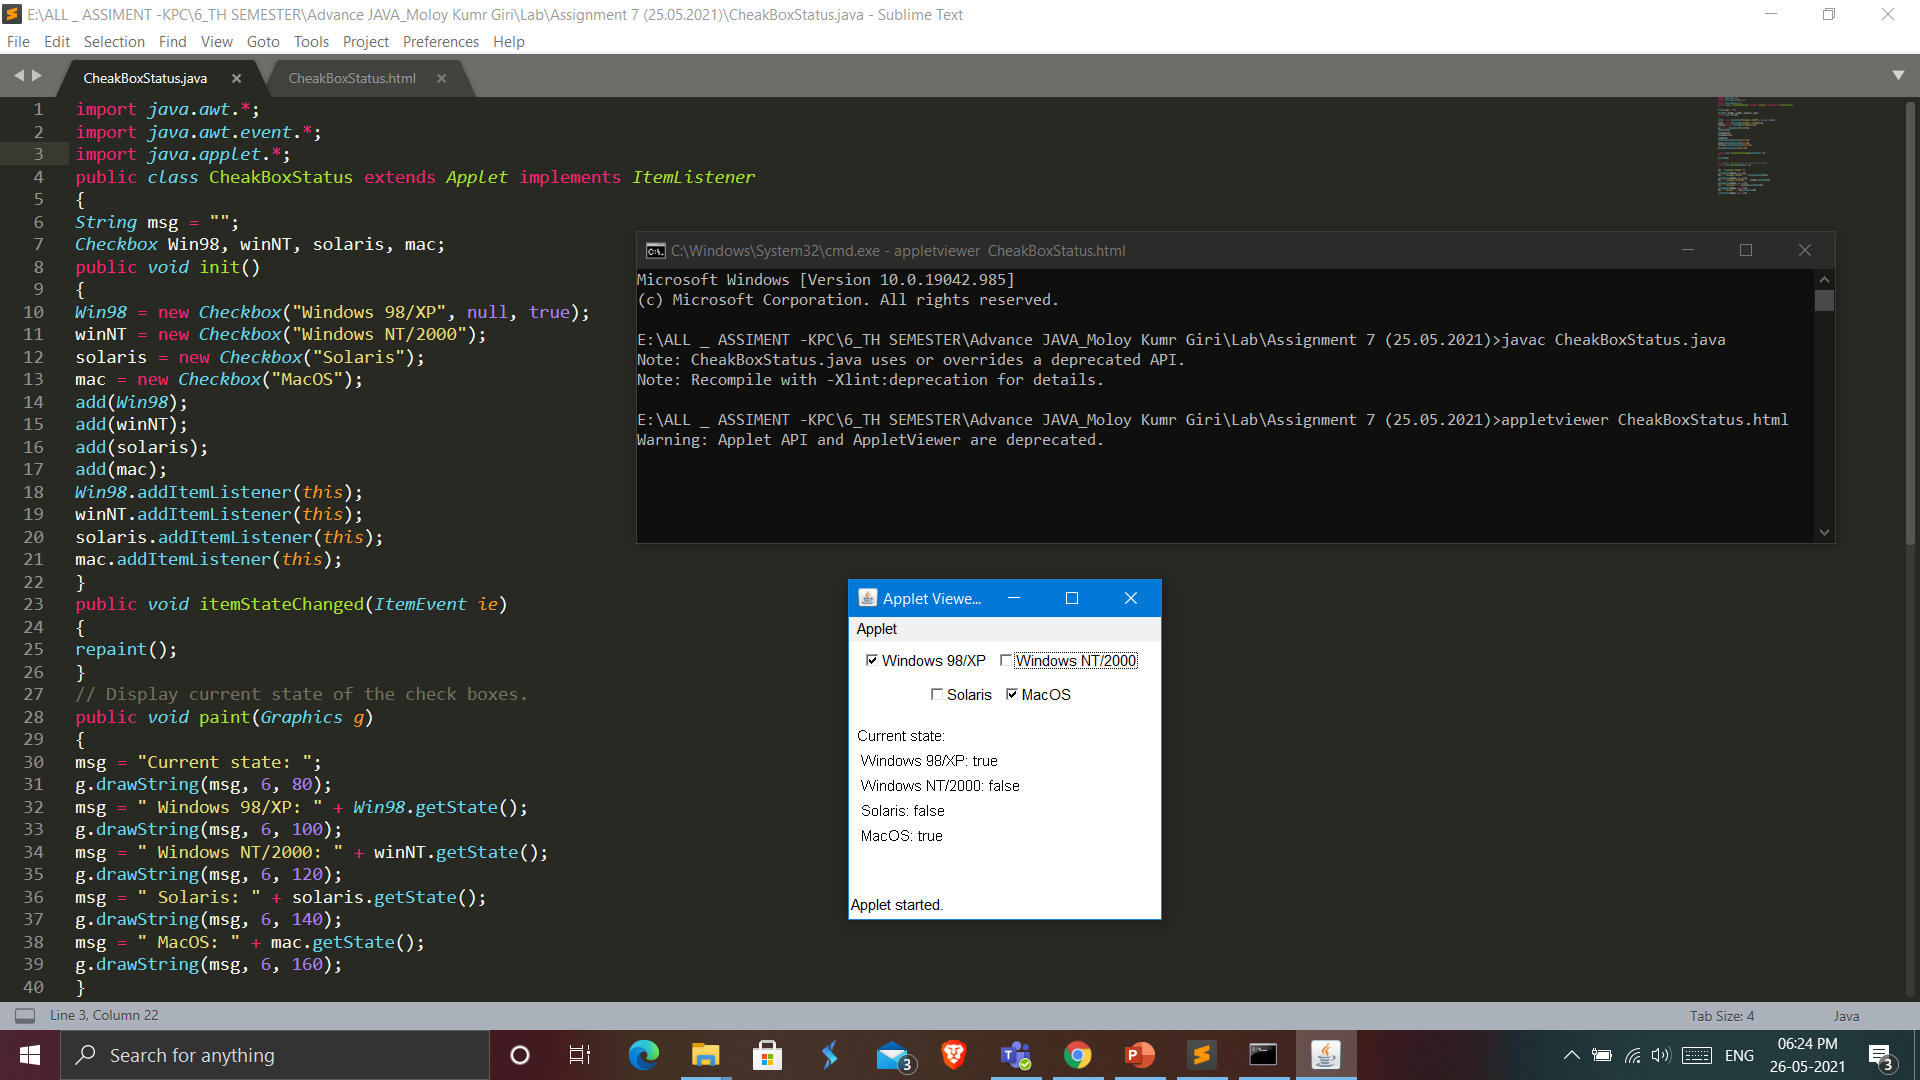 E:\ALL _ ASSIMENT -KPC\6_TH SEMESTER\Advance JAVA_Moloy Kumr Giri\Lab\Assignment 7 (25.05.2021)\CheakBoxStatus.java - Sublime Text
File Edit Selection Find View Goto Tools Project Preferences Help
CheakBoxStatus.java CheakBoxStatus.html
1 import java.awt.*;
2 import java.awt.event.*;
3 import java.applet.*;
4 public class CheakBoxStatus extends Applet implements ItemListener
5 {
6 String msg = "";
7 Checkbox Win98, winNT, solaris, mac;
8 public void init()
9 {
10 Win98 = new Checkbox("Windows 98/XP", null, true);
11 winNT = new Checkbox("Windows NT/2000");
12 solaris = new Checkbox("Solaris");
13 mac = new Checkbox("MacOS");
14 add(Win98);
15 add(winNT);
16 add(solaris);
17 add(mac);
18 Win98.addItemListener(this);
19 winNT.addItemListener(this);
20 solaris.addItemListener(this);
21 mac.addItemListener(this);
22 }
23 public void itemStateChanged(ItemEvent ie)
24 {
25 repaint();
26 }
27 // Display current state of the check boxes.
28 public void paint(Graphics g)
29 {
30 msg = "Current state: ";
31 g.drawString(msg, 6, 80);
32 msg = " Windows 98/XP: " + Win98.getState();
33 g.drawString(msg, 6, 100);
34 msg = " Windows NT/2000: " + winNT.getState();
35 g.drawString(msg, 6, 120);
36 msg = " Solaris: " + solaris.getState();
37 g.drawString(msg, 6, 140);
38 msg = " MacOS: " + mac.getState();
39 g.drawString(msg, 6, 160);
40 }
C:\Windows\System32\cmd.exe - appletviewer CheakBoxStatus.html
Microsoft Windows [Version 10.0.19042.985]
(c) Microsoft Corporation. All rights reserved.
E:\ALL _ ASSIMENT -KPC\6_TH SEMESTER\Advance JAVA_Moloy Kumr Giri\Lab\Assignment 7 (25.05.2021)>javac CheakBoxStatus.java
Note: CheakBoxStatus.java uses or overrides a deprecated API.
Note: Recompile with -Xlint:deprecation for details.
E:\ALL _ ASSIMENT -KPC\6_TH SEMESTER\Advance JAVA_Moloy Kumr Giri\Lab\Assignment 7 (25.05.2021)>appletviewer CheakBoxStatus.html
Warning: Applet API and AppletViewer are deprecated.
Applet Viewe...
Applet
Windows 98/XP Windows NT/2000
Solaris MacOS
Current state:
Windows 98/XP: true
Windows NT/2000: false
Solaris: false
MacOS: true
Applet started.
Line 3, Column 22 Tab Size: 4 Java
Search for anything 3 ENG 06:24 PM 26-05-2021 3